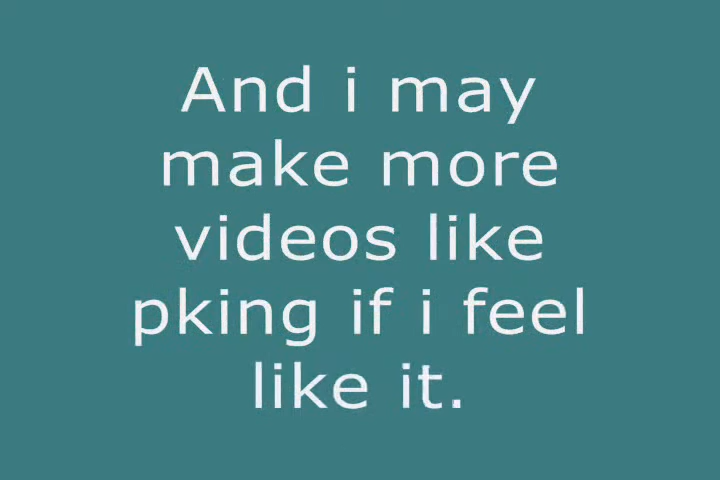 And i may
make more
videos like
pking if i feel
like it.